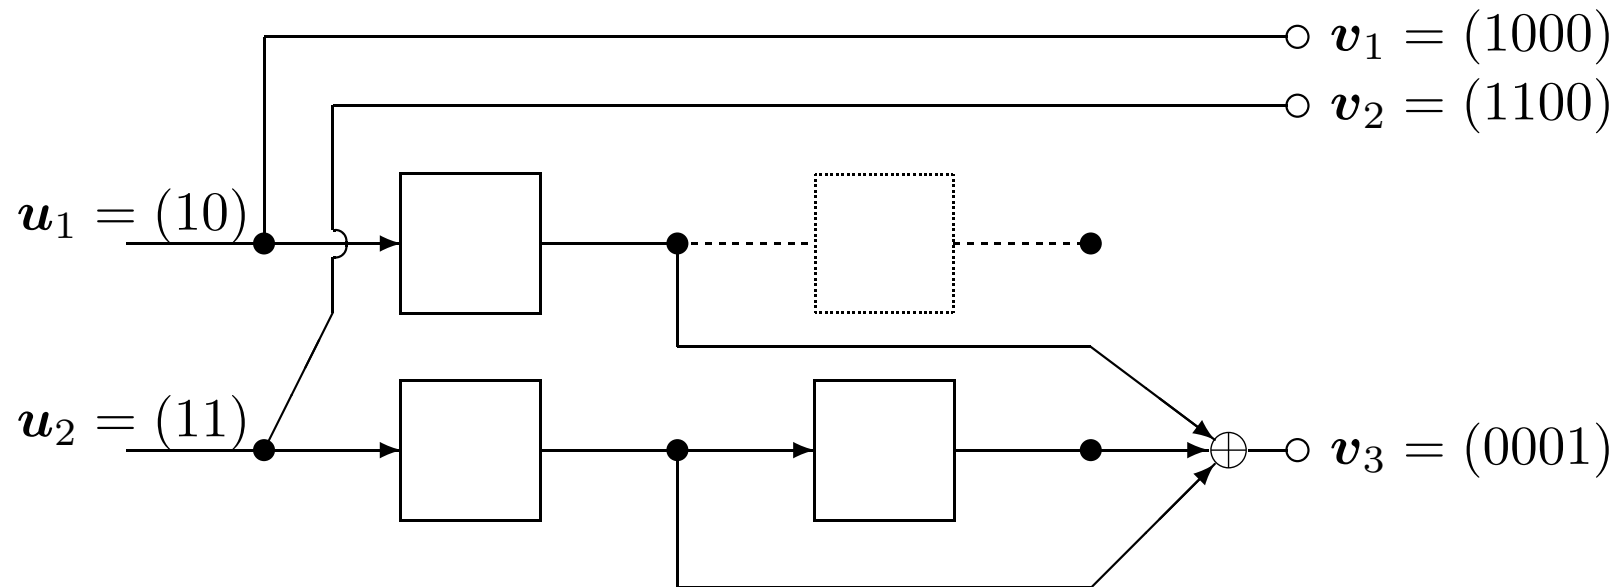 v₁ = (1000)
v₂ = (1100)
u₁ = (10)
u₂ = (11)
v₃ = (0001)